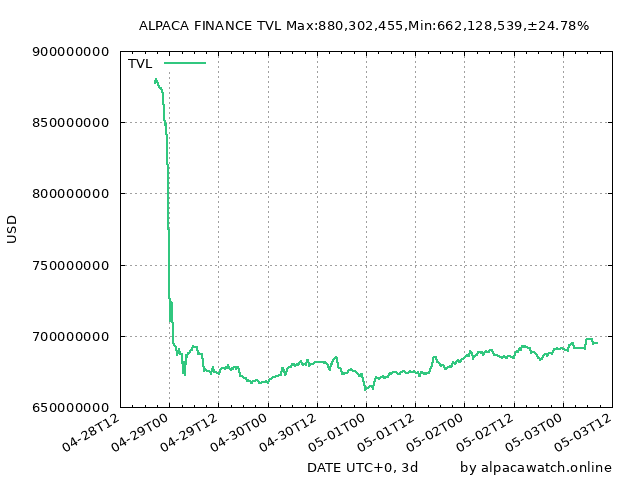 ALPACA FINANCE TVL Max:880,302,455,Min:662,128,539,±24.78%
TVL
900000000
850000000
800000000
750000000
700000000
650000000
USD
04-28T12
04-29T00
04-29T12
04-30T00
04-30T12
05-01T00
05-01T12
05-02T00
05-02T12
05-03T00
05-03T12
DATE UTC+0, 3d
by alpacawatch.online